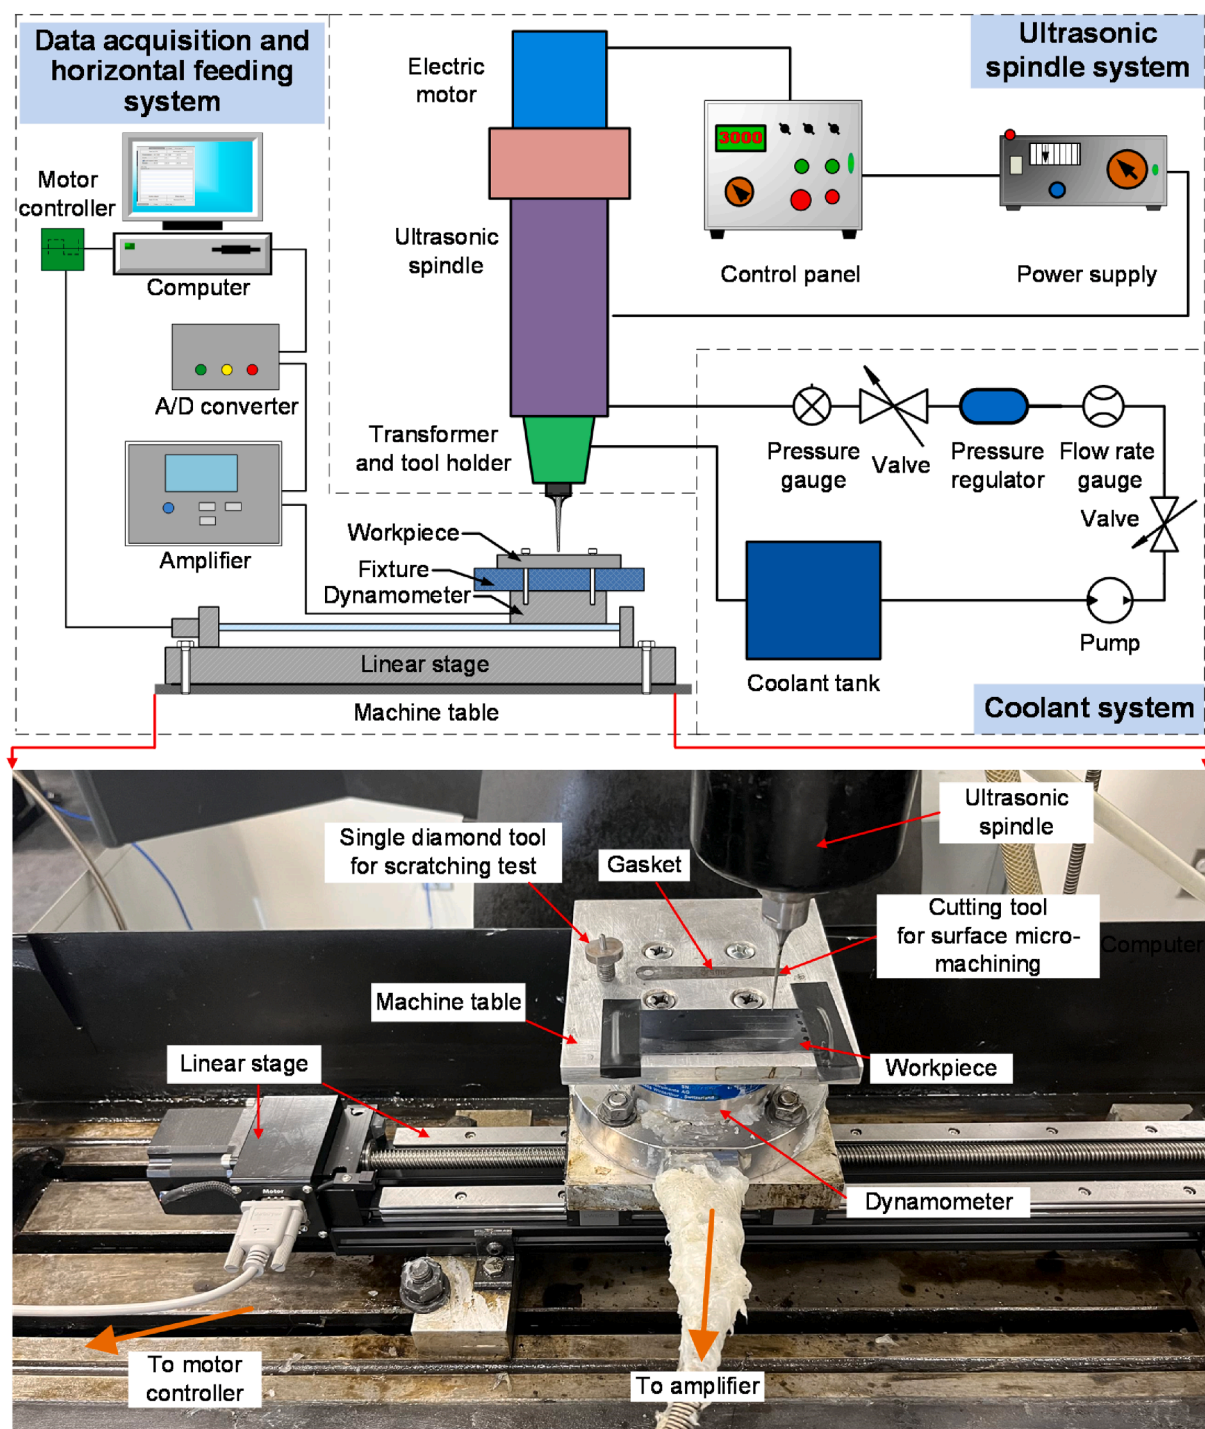 Data acquisition and
horizontal feeding
system
Ultrasonic
spindle system
Electric
motor
3000
Motor
controller
Computer
Ultrasonic
spindle
Control panel
Power supply
A/D converter
Transformer
and tool holder
Pressure
gauge
Valve
Pressure
regulator
Flow rate
gauge
Valve
Amplifier
Workpiece
Fixture
Dynamometer
Pump
Linear stage
Coolant tank
Machine table
Coolant system
Ultrasonic
spindle
Single diamond tool
for scratching test
Gasket
Cutting tool
for surface micro-
machining
Computer
Machine table
Workpiece
Linear stage
Motor
Dynamometer
To motor
controller
To amplifier